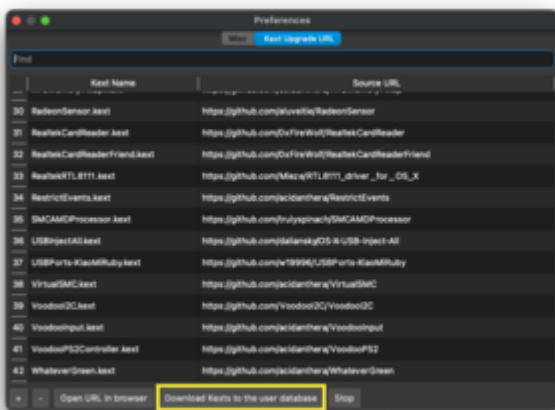 Preferences
Misc Kext Upgrade URL
Find
Kext Name Source URL
30 RadeonSensor.kext https://github.com/aluveitie/RadeonSensor
31 RealtekCardReader.kext https://github.com/0xFireWolf/RealtekCardReader
32 RealtekCardReaderFriend.kext https://github.com/0xFireWolf/RealtekCardReaderFriend
33 RealtekRTL8111.kext https://github.com/Mieze/RTL8111_driver_for_OS_X
34 RestrictEvents.kext https://github.com/acidanthera/RestrictEvents
35 SMCAMDProcessor.kext https://github.com/trulyspinach/SMCAMDProcessor
36 USBInjectAll.kext https://github.com/daliansky/OS-X-USB-Inject-All
37 USBPorts-XiaoMiRuby.kext https://github.com/w19996/USBPorts-XiaoMiRuby
38 VirtualSMC.kext https://github.com/acidanthera/VirtualSMC
39 VoodooI2C.kext https://github.com/VoodooI2C/VoodooI2C
40 VoodooInput.kext https://github.com/acidanthera/VoodooInput
41 VoodooPS2Controller.kext https://github.com/acidanthera/VoodooPS2
42 WhateverGreen.kext https://github.com/acidanthera/WhateverGreen
+ - Open URL in browser Download Kexts to the user database Stop